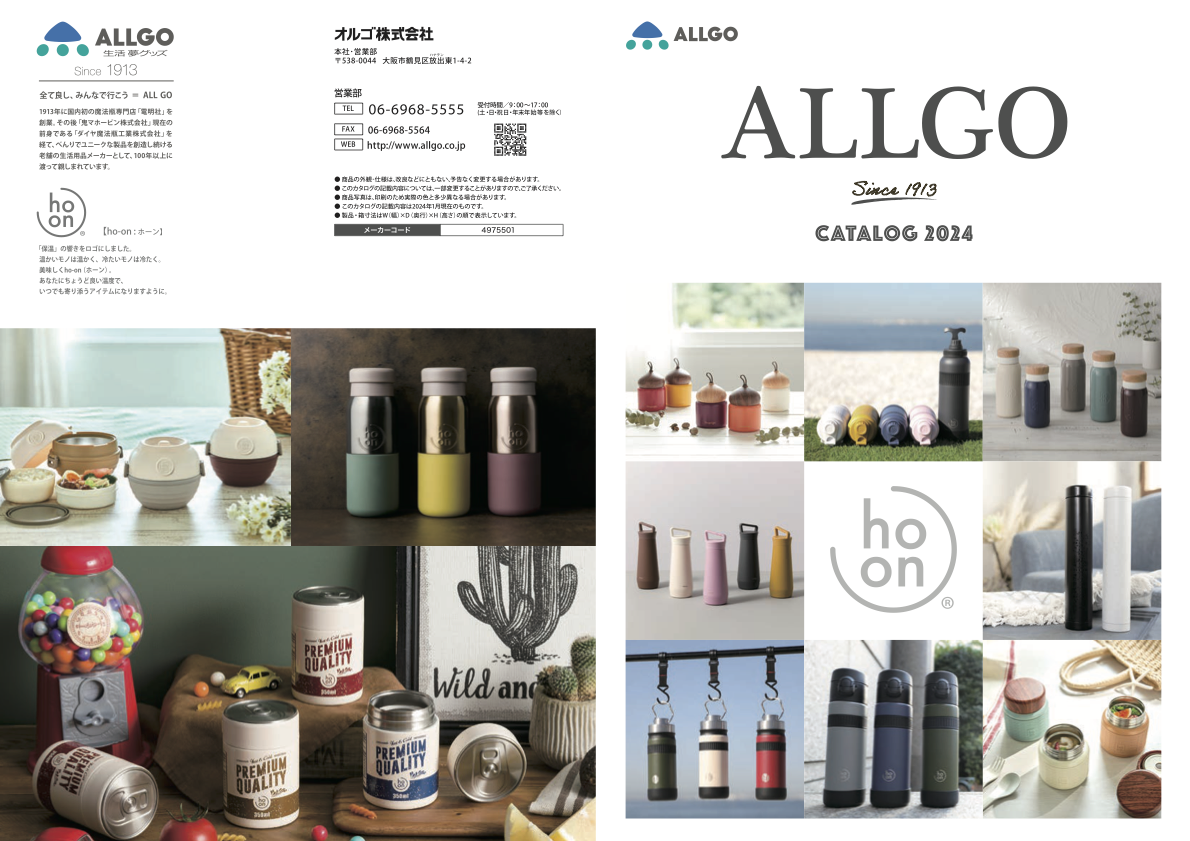 ALLGO
生活 夢グッズ
Since 1913
全て良し、みんなで行こう = ALL GO
1913年に国内初の魔法瓶専門店「電明社」を
創業。その後「鬼マホービン株式会社」現在の
前身である「ダイヤ魔法瓶工業株式会社」を
経て、べんりでユニークな製品を創造し続ける
老舗の生活用品メーカーとして、100年以上に
渡って親しまれています。
ho
on
®
【ho-on : ホーン】
「保温」の響きをロゴにしました。
温かいモノは温かく、冷たいモノは冷たく。
美味しくho-on（ホーン）。
あなたにちょうど良い温度で。
いつでも寄り添うアイテムになりますように。
オルゴ株式会社
本社・営業部
〒538-0044 大阪市鶴見区放出東1-4-2
ハナテン
営業部
TEL 06-6968-5555
受付時間／9:00～17:00
(土・日・祝日・年末年始等を除く)
FAX 06-6968-5564
WEB http://www.allgo.co.jp
● 商品の外観・仕様は、改良などにともない、予告なく変更する場合があります。
● このカタログの記載内容については、一部変更することがありますので、ご了承ください。
● 商品写真は、印刷のため実際の色と多少異なる場合があります。
● このカタログの記載内容は2024年1月現在のものです。
● 製品・箱寸法はW（幅）×D（奥行）×H（高さ）の順で表示しています。
メーカーコード 4975501
ho
on
ho
on
ho
on
PREMIUM
QUALITY
350ml
PREMIUM
QUALITY
ho
on
350ml
PREMIUM
QUALITY
350ml
PREMIUM
QUALITY
Wild and
ALLGO
ALLGO
Since 1913
CATALOG 2024
ho
on
®